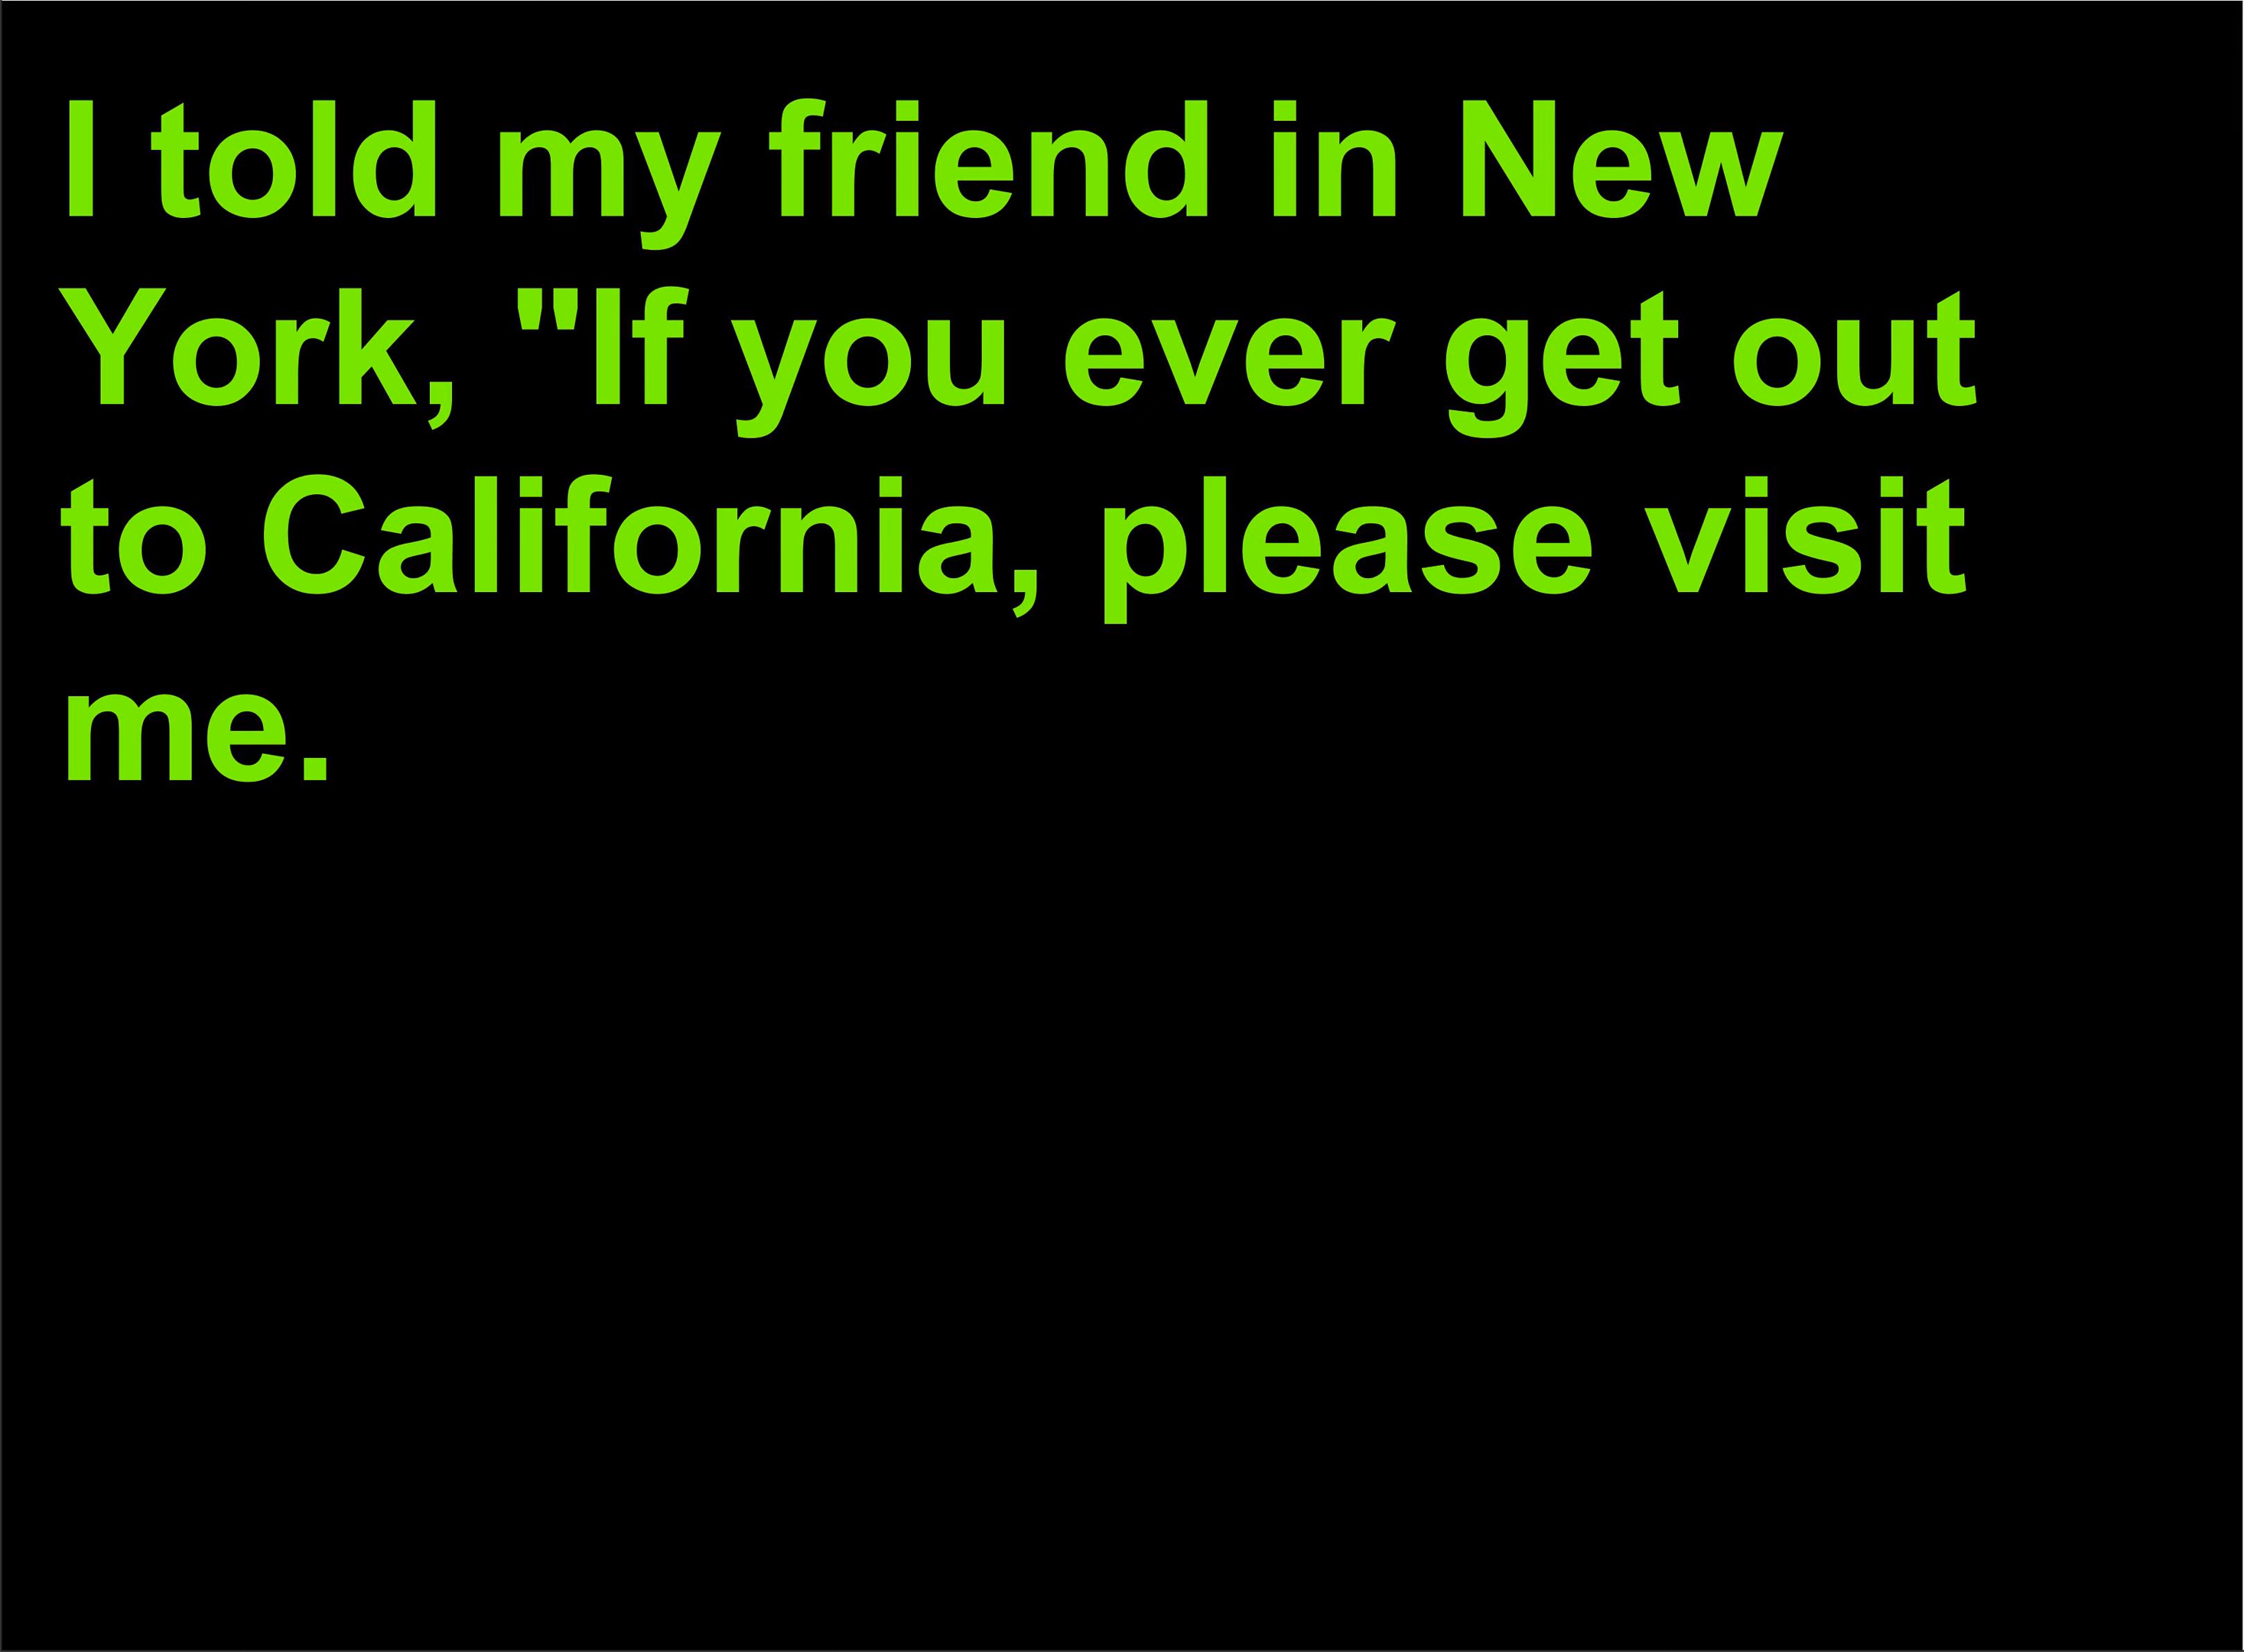 I told my friend in New
York, "If you ever get out
to California, please visit
me.